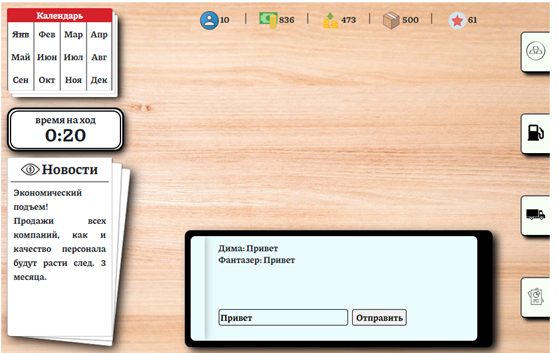 Календарь
10 836 473 500 61
Янв Фев Мар Апр
Май Июн Июл Авг
Сен Окт Ноя Дек
время на ход
0:20
Новости
Экономический
подъем!
Продажи всех
компаний, как и
качество персонала
будут расти след. 3
месяца.
Дима: Привет
Фантазер: Привет
Привет
Отправить